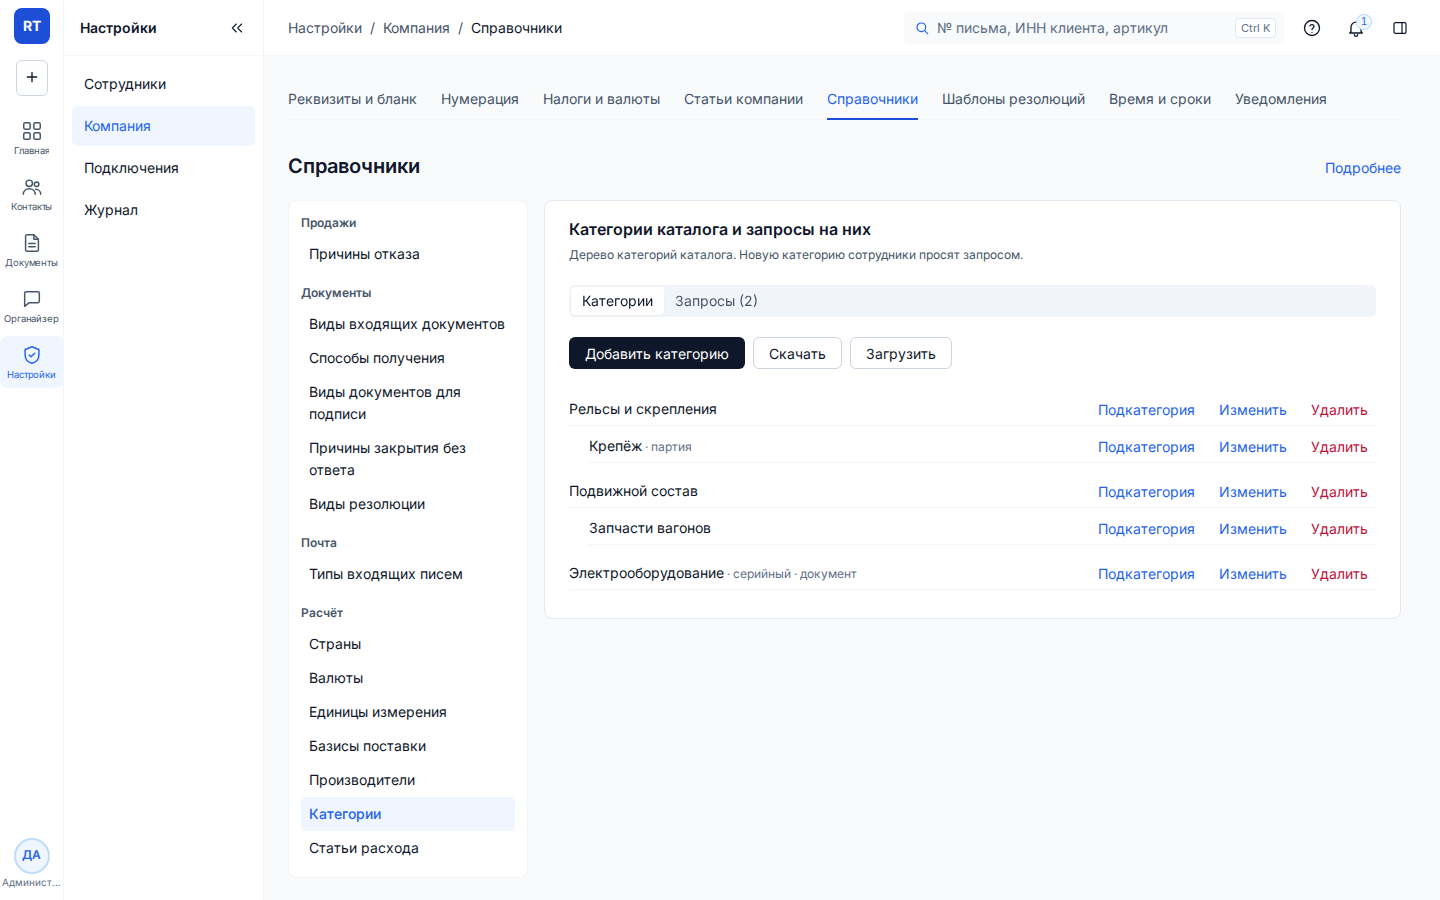 RT
Настройки
Настройки / Компания / Справочники
№ письма, ИНН клиента, артикул
Ctrl K
1
Главная
Контакты
Документы
Органайзер
Настройки
ДА
Админист...
Сотрудники
Компания
Подключения
Журнал
Реквизиты и бланк
Нумерация
Налоги и валюты
Статьи компании
Справочники
Шаблоны резолюций
Время и сроки
Уведомления
Справочники
Подробнее
Продажи
Причины отказа
Документы
Виды входящих документов
Способы получения
Виды документов для
подписи
Причины закрытия без
ответа
Виды резолюции
Почта
Типы входящих писем
Расчёт
Страны
Валюты
Единицы измерения
Базисы поставки
Производители
Категории
Статьи расхода
Категории каталога и запросы на них
Дерево категорий каталога. Новую категорию сотрудники просят запросом.
Категории
Запросы (2)
Добавить категорию
Скачать
Загрузить
Рельсы и скрепления Подкатегория Изменить Удалить
Крепёж · партия Подкатегория Изменить Удалить
Подвижной состав Подкатегория Изменить Удалить
Запчасти вагонов Подкатегория Изменить Удалить
Электрооборудование · серийный · документ Подкатегория Изменить Удалить